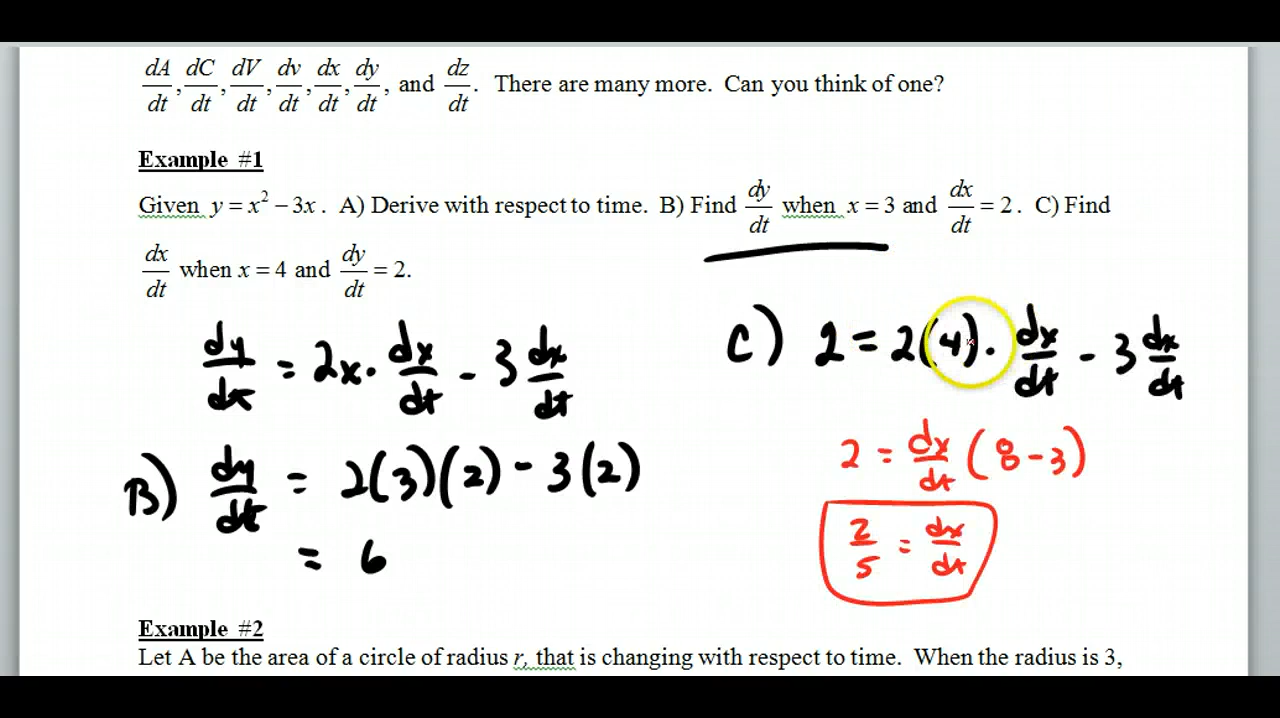 dA/dt, dC/dt, dV/dt, dv/dt, dx/dt, dy/dt, and dz/dt. There are many more. Can you think of one?
Example #1
Given y = x² − 3x. A) Derive with respect to time. B) Find dy/dt when x = 3 and dx/dt = 2. C) Find
dx/dt when x = 4 and dy/dt = 2.
dy/dt = 2x · dx/dt - 3 dx/dt
B) dy/dt = 2(3)(2) - 3(2)
= 6
C) 2 = 2(4) · dx/dt - 3 dx/dt
2 = dx/dt (8-3)
2/5 = dx/dt
Example #2
Let A be the area of a circle of radius r, that is changing with respect to time. When the radius is 3,